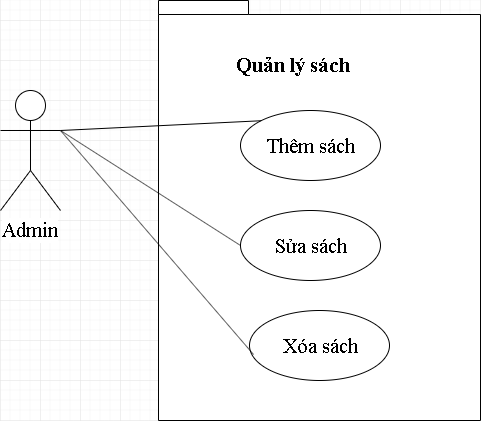 Quản lý sách
Thêm sách
Admin
Sửa sách
Xóa sách